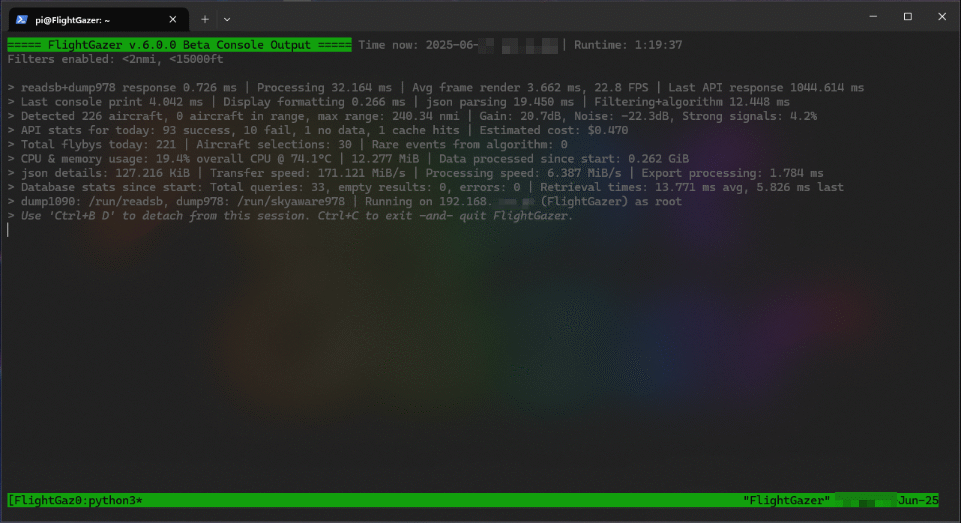 pi@FlightGazer: ~
===== FlightGazer v.6.0.0 Beta Console Output ===== Time now: 2025-06- | Runtime: 1:19:37
Filters enabled: <2nmi, <15000ft
> readsb+dump978 response 0.726 ms | Processing 32.164 ms | Avg frame render 3.662 ms, 22.8 FPS | Last API response 1044.614 ms
> Last console print 4.042 ms | Display formatting 0.266 ms | json parsing 19.450 ms | Filtering+algorithm 12.448 ms
> Detected 226 aircraft, 0 aircraft in range, max range: 240.34 nmi | Gain: 20.7dB, Noise: -22.3dB, Strong signals: 4.2%
> API stats for today: 93 success, 10 fail, 1 no data, 1 cache hits | Estimated cost: $0.470
> Total flybys today: 221 | Aircraft selections: 30 | Rare events from algorithm: 0
> CPU & memory usage: 19.4% overall CPU @ 74.1°C | 12.277 MiB | Data processed since start: 0.262 GiB
> json details: 127.216 KiB | Transfer speed: 171.121 MiB/s | Processing speed: 6.387 MiB/s | Export processing: 1.784 ms
> Database stats since start: Total queries: 33, empty results: 0, errors: 0 | Retrieval times: 13.771 ms avg, 5.826 ms last
> dump1090: /run/readsb, dump978: /run/skyaware978 | Running on 192.168. (FlightGazer) as root
> Use 'Ctrl+B D' to detach from this session. Ctrl+C to exit -and- quit FlightGazer.
[FlightGaz0:python3* "FlightGazer" Jun-25